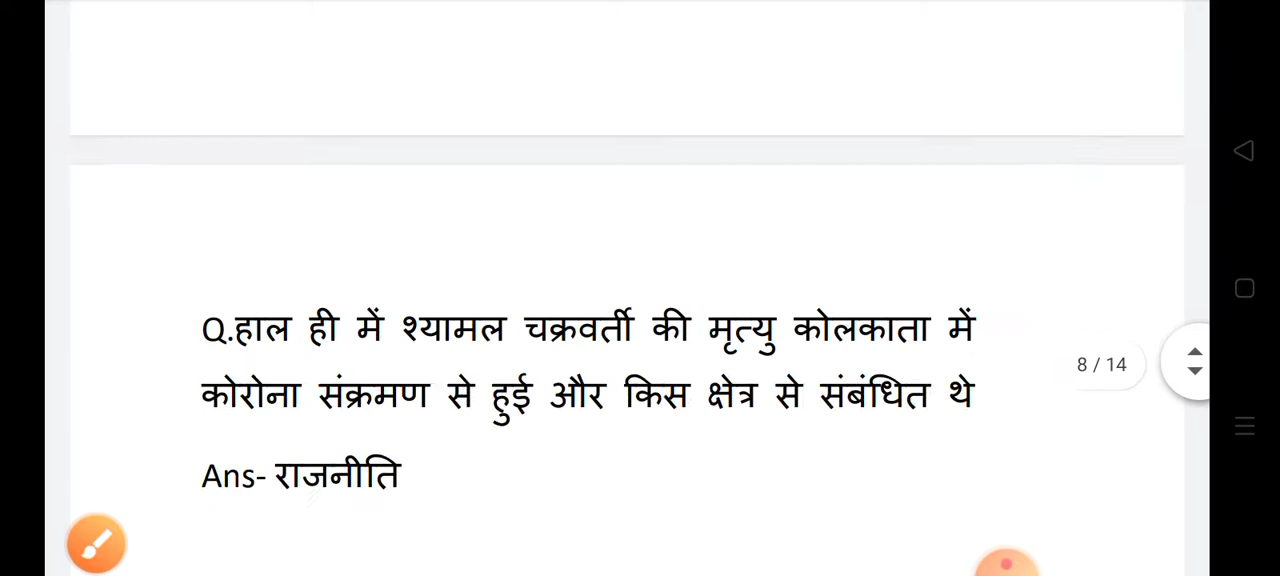 Q.हाल ही में श्यामल चक्रवर्ती की मृत्यु कोलकाता में
कोरोना संक्रमण से हुई और किस क्षेत्र से संबंधित थे
Ans- राजनीति
8 / 14